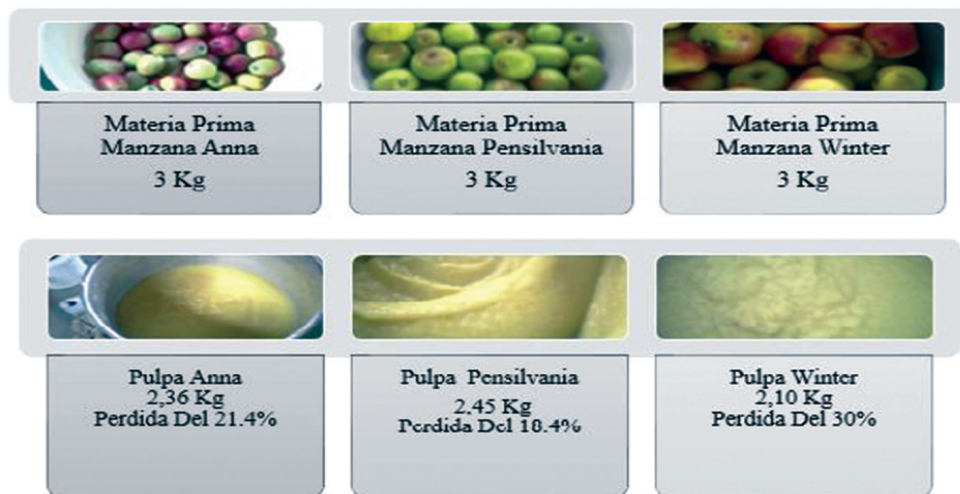 Materia Prima
Manzana Anna
3 Kg
Materia Prima
Manzana Pensilvania
3 Kg
Materia Prima
Manzana Winter
3 Kg
Pulpa Anna
2,36 Kg
Perdida Del 21.4%
Pulpa Pensilvania
2,45 Kg
Perdida Del 18.4%
Pulpa Winter
2,10 Kg
Perdida Del 30%